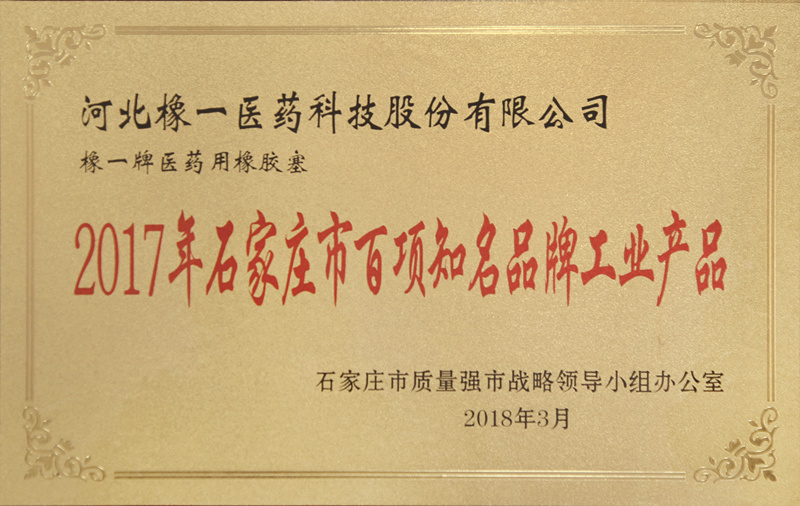 河北橡一医药科技股份有限公司
橡一牌医药用橡胶塞
2017年石家庄市百项知名品牌工业产品
石家庄市质量强市战略领导小组办公室
2018年3月